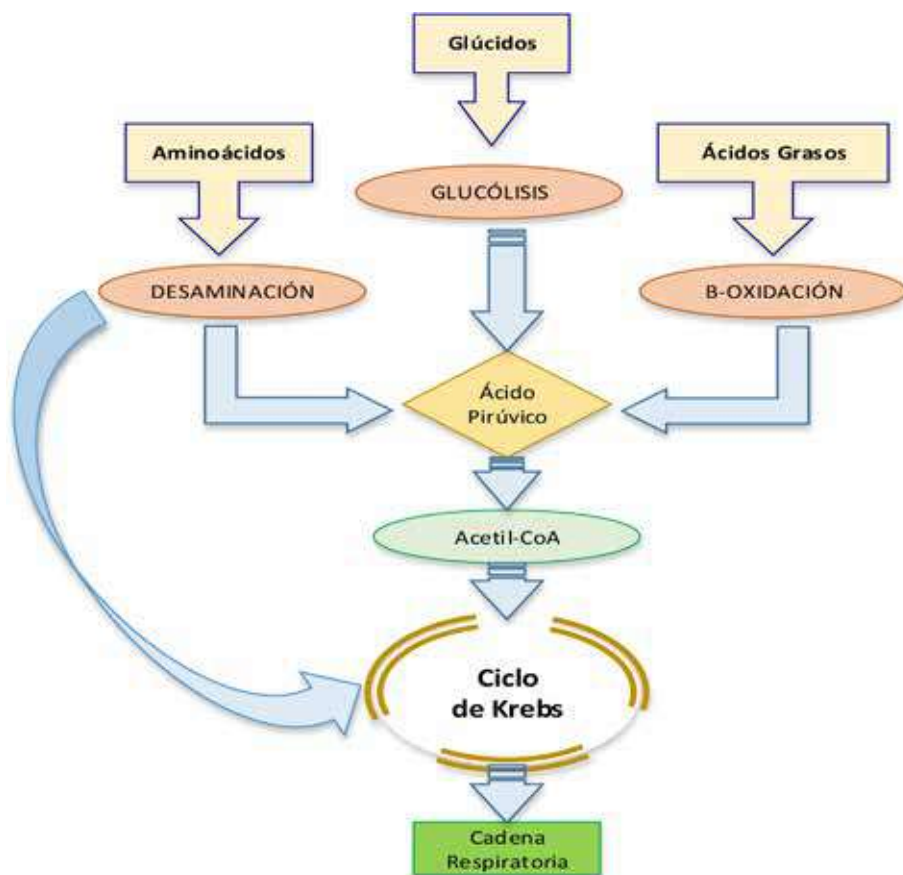 Glúcidos
Aminoácidos
Ácidos Grasos
GLUCÓLISIS
DESAMINACIÓN
B-OXIDACIÓN
Ácido
Pirúvico
Acetil-CoA
Ciclo
de Krebs
Cadena
Respiratoria